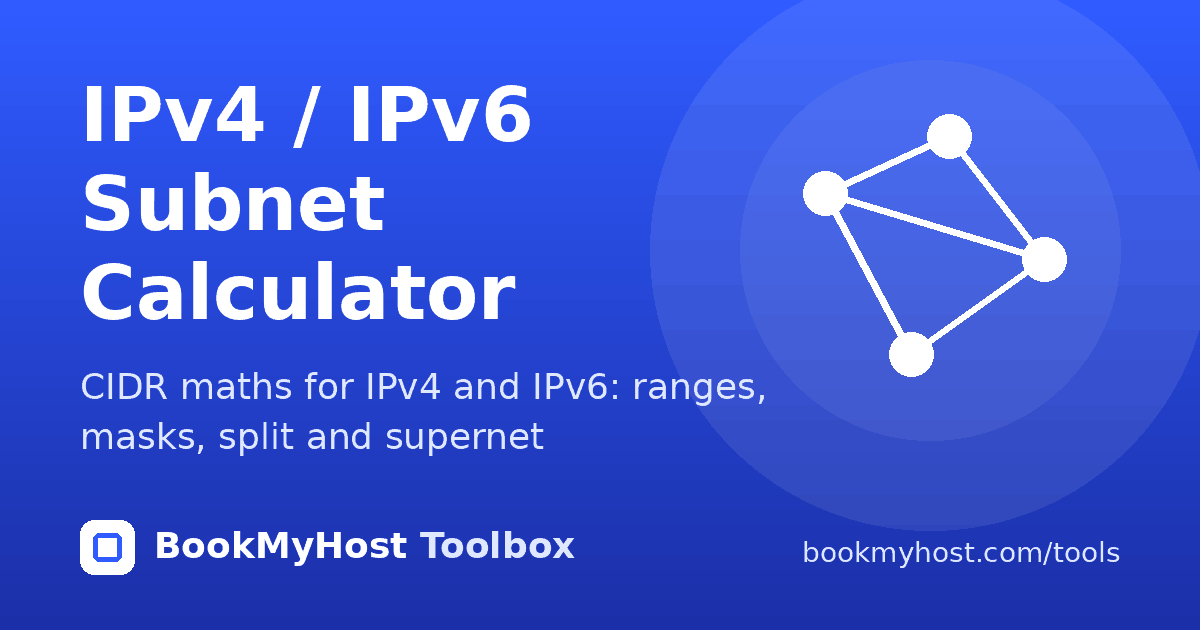 IPv4 / IPv6
Subnet
Calculator
CIDR maths for IPv4 and IPv6: ranges,
masks, split and supernet
BookMyHost Toolbox
bookmyhost.com/tools